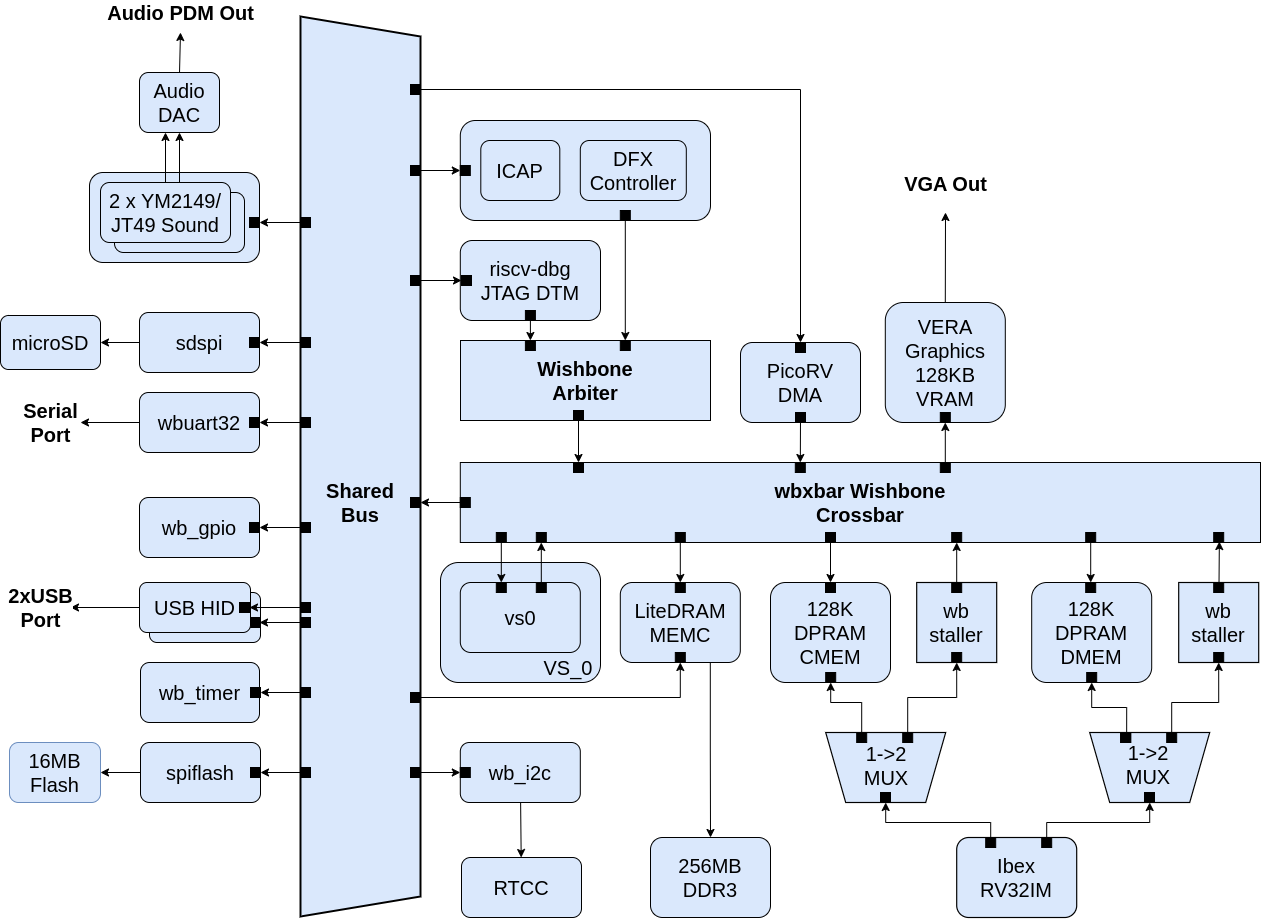 Audio PDM Out
Audio
DAC
2 x YM2149/
JT49 Sound
microSD
sdspi
Serial
Port
wbuart32
wb_gpio
2xUSB
Port
USB HID
wb_timer
16MB
Flash
spiflash
Shared
Bus
ICAP
DFX
Controller
riscv-dbg
JTAG DTM
Wishbone
Arbiter
PicoRV
DMA
VGA Out
VERA
Graphics
128KB
VRAM
wbxbar Wishbone
Crossbar
vs0
VS_0
LiteDRAM
MEMC
128K
DPRAM
CMEM
wb
staller
128K
DPRAM
DMEM
wb
staller
1->2
MUX
1->2
MUX
wb_i2c
RTCC
256MB
DDR3
Ibex
RV32IM